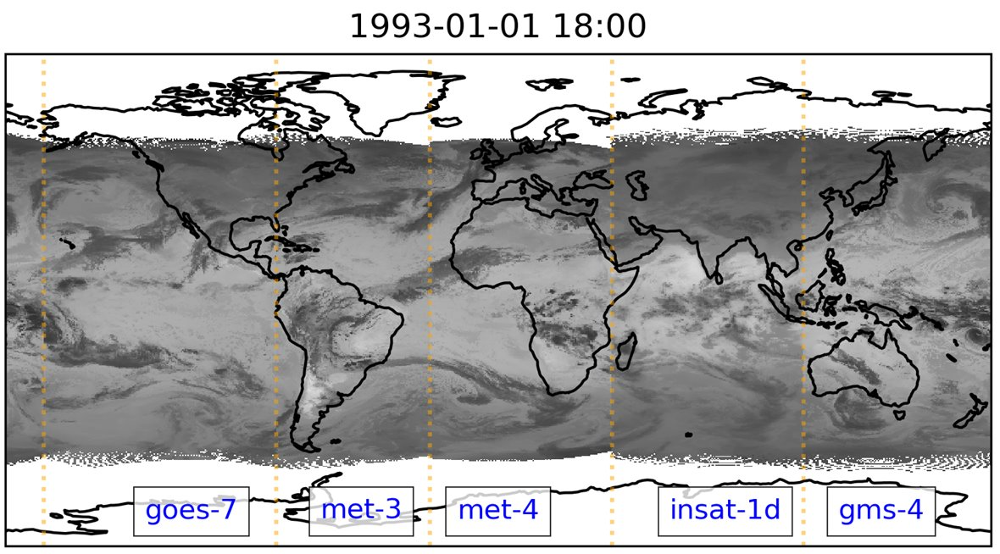 1993-01-01 18:00
goes-7
met-3
met-4
insat-1d
gms-4